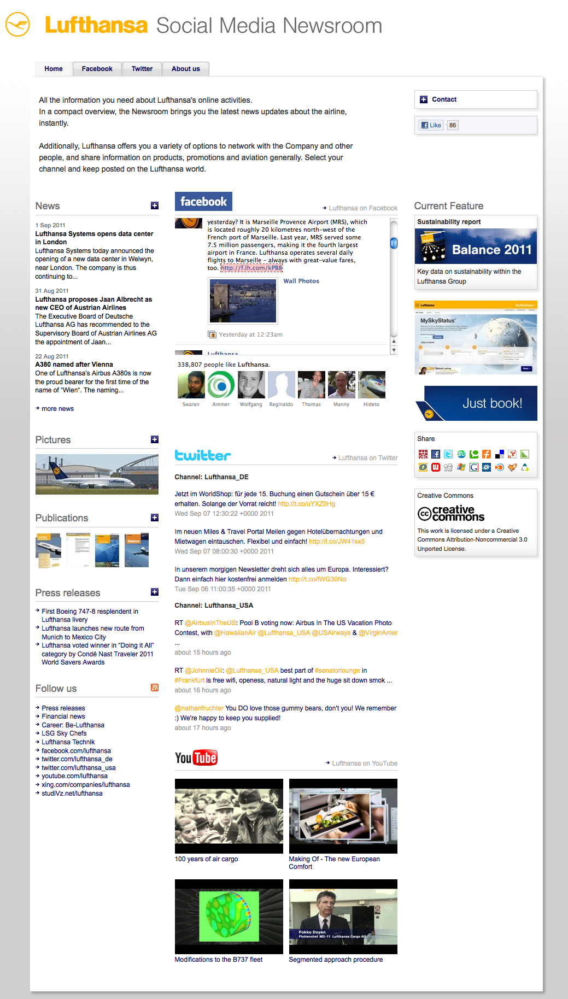 Lufthansa Social Media Newsroom
Home
Facebook
Twitter
About us
All the information you need about Lufthansa's online activities.
In a compact overview, the Newsroom brings you the latest news updates about the airline,
instantly.
Additionally, Lufthansa offers you a variety of options to network with the Company and other
people, and share information on products, promotions and aviation generally. Select your
channel and keep posted on the Lufthansa world.
Contact
Like 86
News
1 Sep 2011
Lufthansa Systems opens data center
in London
Lufthansa Systems today announced the
opening of a new data center in Welwyn,
near London. The company is thus
continuing to...
31 Aug 2011
Lufthansa proposes Jaan Albrecht as
new CEO of Austrian Airlines
The Executive Board of Deutsche
Lufthansa AG has recommended to the
Supervisory Board of Austrian Airlines AG
the appointment of Jaan...
22 Aug 2011
A380 named after Vienna
One of Lufthansa's Airbus A380s is now
the proud bearer for the first time of the
name of "Wien". The naming...
more news
Pictures
Lufthansa
Publications
Balance
Press releases
First Boeing 747-8 resplendent in
Lufthansa livery
Lufthansa launches new route from
Munich to Mexico City
Lufthansa voted winner in “Doing it All”
category by Condé Nast Traveler 2011
World Savers Awards
Follow us
Press releases
Financial news
Career: Be-Lufthansa
LSG Sky Chefs
Lufthansa Technik
facebook.com/lufthansa
twitter.com/lufthansa_de
twitter.com/lufthansa_usa
youtube.com/lufthansa
xing.com/companies/lufthansa
studiVz.net/lufthansa
facebook
Lufthansa on Facebook
yesterday? It is Marseille Provence Airport (MRS), which
is located roughly 20 kilometres north-west of the
French port of Marseille. Last year, MRS served some
7.5 million passengers, making it the fourth largest
airport in France. Lufthansa operates several daily
flights to Marseille - always with great-value fares,
too. http://f.lh.com/kPB8
Wall Photos
Yesterday at 12:23am
Lufthansa
338,807 people like Lufthansa.
Swaran
Ammer
Wolfgang
Reginaldo
Thomas
Manny
Hideto
twitter
Lufthansa on Twitter
Channel: Lufthansa_DE
Jetzt im WorldShop: für jede 15. Buchung einen Gutschein über 15 €
erhalten. Solange der Vorrat reicht! http://t.co/uYXZ0Hg
Wed Sep 07 12:30:22 +0000 2011
Im neuen Miles & Travel Portal Meilen gegen Hotelübernachtungen und
Mietwagen eintauschen. Flexibel und einfach! http://t.co/JW41xx5
Wed Sep 07 08:00:30 +0000 2011
In unserem morgigen Newsletter dreht sich alles um Europa. Interessiert?
Dann einfach hier kostenfrei anmelden http://t.co/fWG30No
Tue Sep 06 11:00:35 +0000 2011
Channel: Lufthansa_USA
RT @AirbusInTheUS: Pool B voting now: Airbus In The US Vacation Photo
Contest, with @HawaiianAir @Lufthansa_USA @USAirways & @VirginAmer
...
about 15 hours ago
RT @JohnnieOil: @Lufthansa_USA best part of #senatorlounge in
#Frankfurt is free wifi, openess, natural light and the huge sit down smok ...
about 16 hours ago
@nathanfruchter You DO love those gummy bears, don't you! We remember
:) We're happy to keep you supplied!
about 17 hours ago
YouTube
Lufthansa on YouTube
100 years of air cargo
Making Of - The new European
Comfort
Modifications to the B737 fleet
Fokko Doyen
Flottenchef MD-11 Lufthansa Cargo AG
Segmented approach procedure
Current Feature
Sustainability report
Balance 2011
Key data on sustainability within the
Lufthansa Group
Lufthansa
MySkyStatus
MySkyStatus
Next
Just book!
Share
Creative Commons
cc creative
commons
This work is licensed under a Creative
Commons Attribution-Noncommercial 3.0
Unported License.